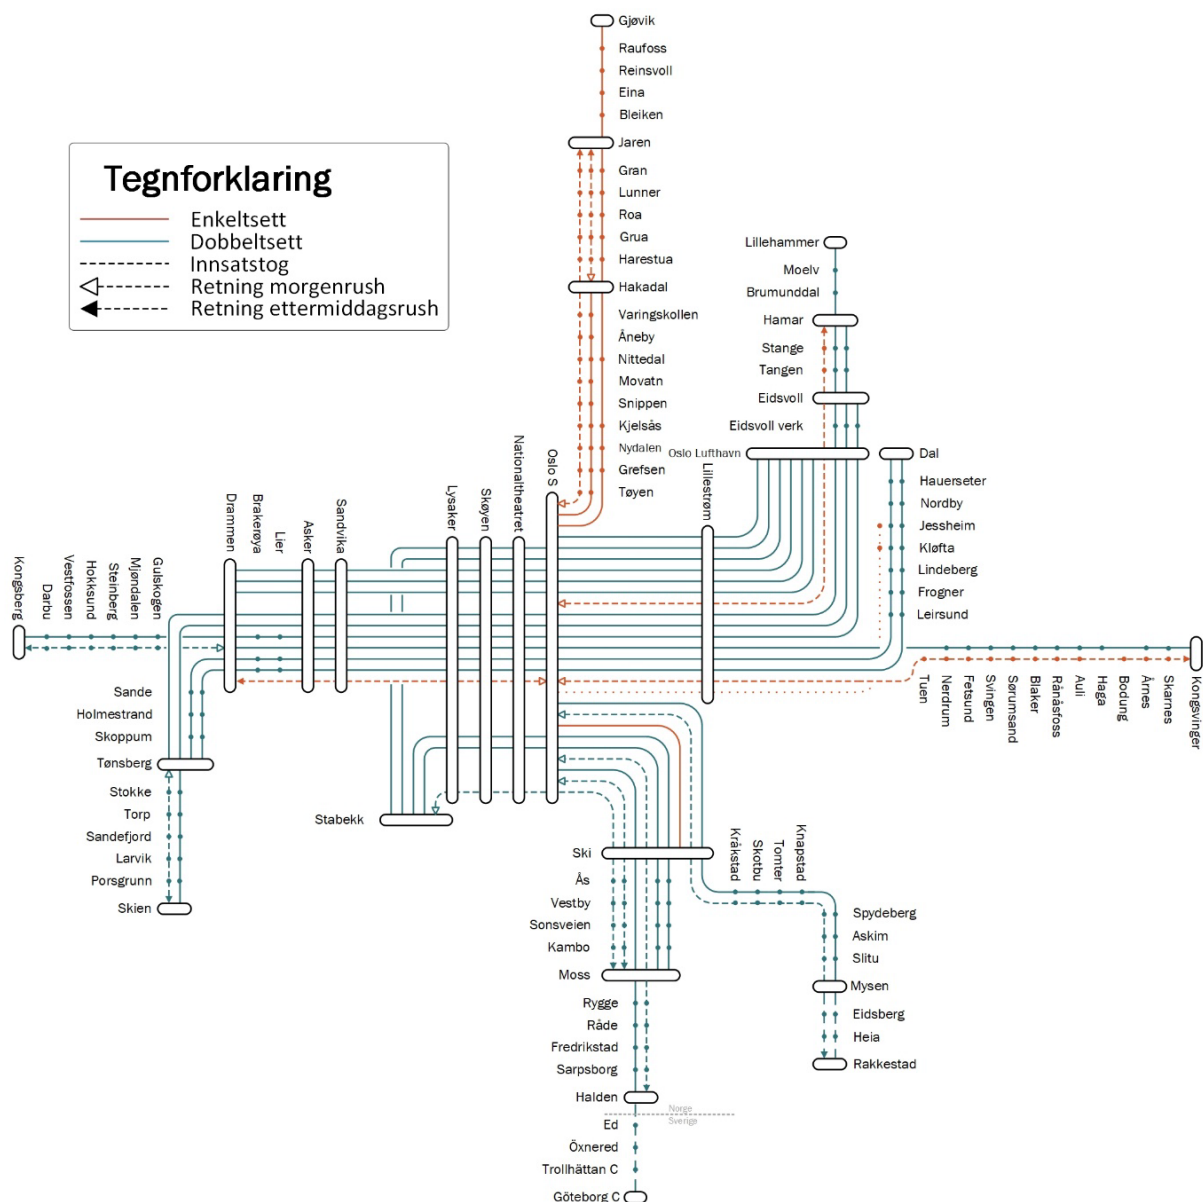 Gjøvik
Raufoss
Reinsvoll
Eina
Bleiken
Jaren
Gran
Lunner
Roa
Grua
Harestua
Hakadal
Varingskollen
Åneby
Nittedal
Movatn
Snippen
Kjelsås
Nydalen
Grefsen
Tøyen
Tegnforklaring
Enkeltsett
Dobbeltsett
Innsatstog
Retning morgenrush
Retning ettermiddagsrush
Lillehammer
Moelv
Brumunddal
Hamar
Stange
Tangen
Eidsvoll
Eidsvoll verk
Oslo Lufthavn
Dal
Hauerseter
Nordby
Jessheim
Kløfta
Lindeberg
Frogner
Leirsund
Kongsberg
Darbu
Vestfossen
Hokksund
Steinberg
Mjøndalen
Gulskogen
Drammen
Brakerøya
Lier
Asker
Sandvika
Lysaker
Skøyen
Nationaltheatret
Oslo S
Lillestrøm
Tuen
Nerdrum
Fetsund
Svingen
Sørumsand
Blaker
Rånåsfoss
Auli
Haga
Bodung
Årnes
Skarnes
Kongsvinger
Sande
Holmestrand
Skoppum
Tønsberg
Stokke
Torp
Sandefjord
Larvik
Porsgrunn
Skien
Stabekk
Ski
Ås
Vestby
Sonsveien
Kambo
Moss
Rygge
Råde
Fredrikstad
Sarpsborg
Halden
Norge
Sverige
Ed
Öxnered
Trollhättan C
Göteborg C
Kråkstad
Skotbu
Tomter
Knapstad
Spydeberg
Askim
Slitu
Mysen
Eidsberg
Heia
Rakkestad